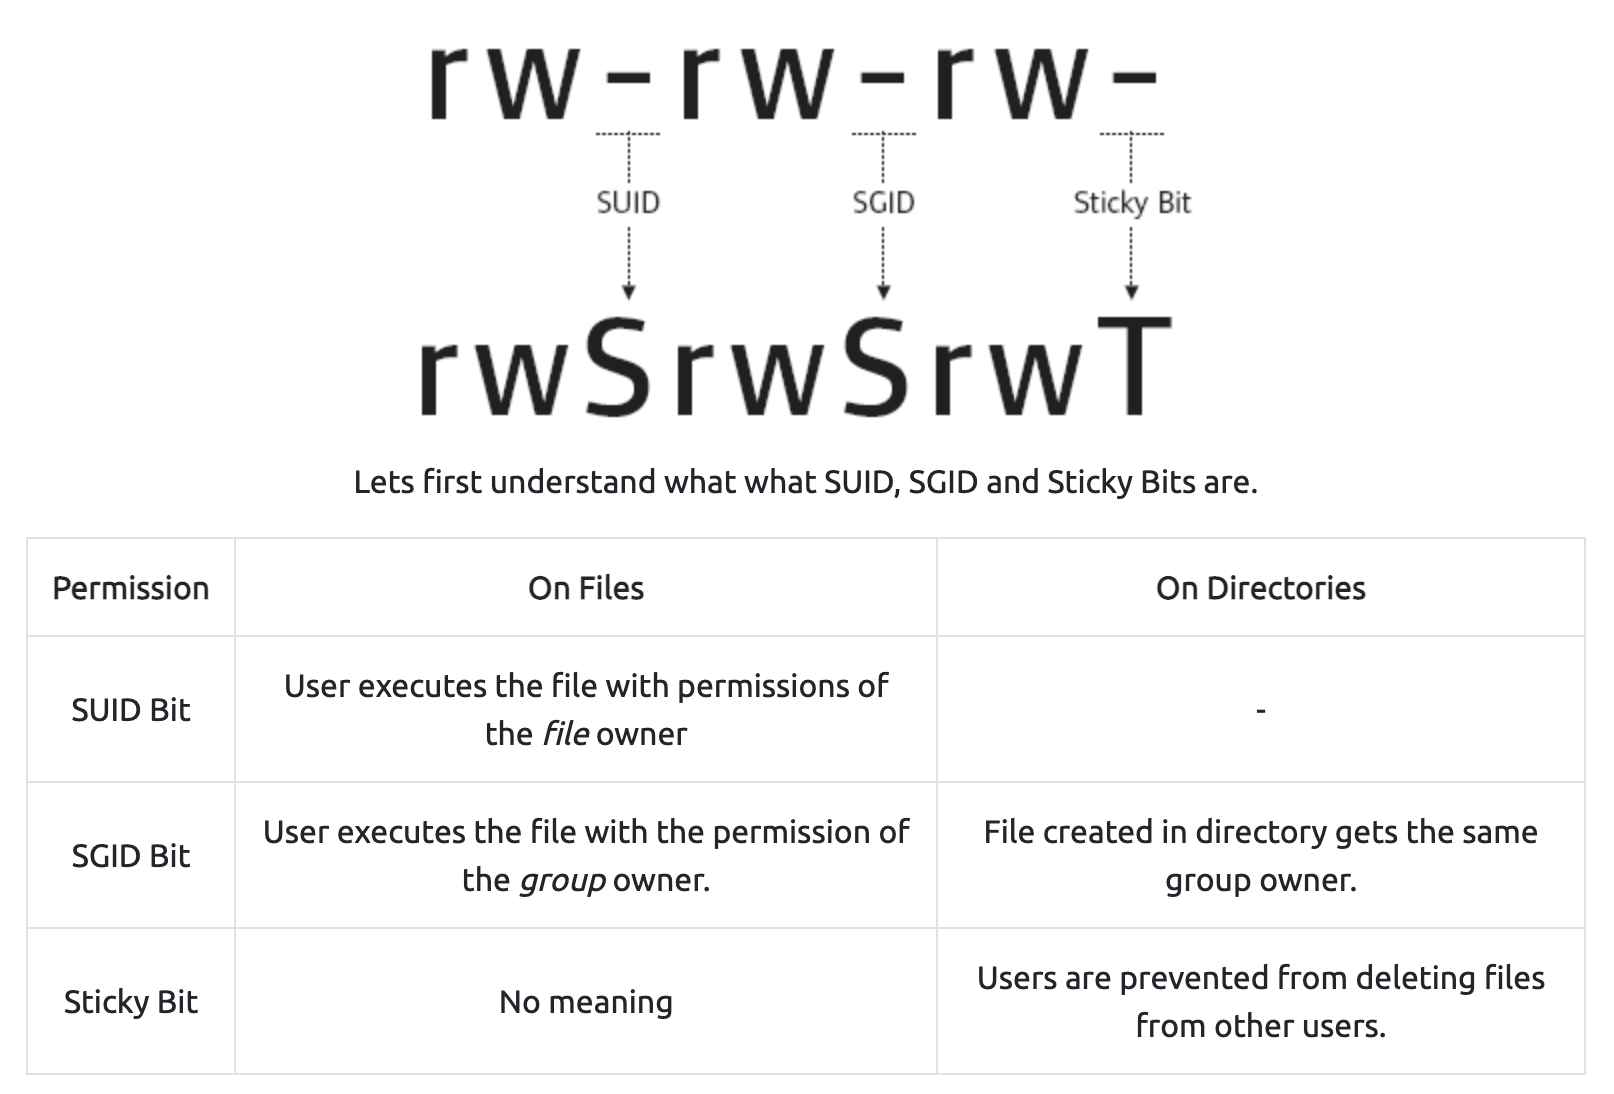 rw-rw-rw-
SUID SGID Sticky Bit
rwSrwSrwT
Lets first understand what what SUID, SGID and Sticky Bits are.
Permission On Files On Directories
SUID Bit
User executes the file with permissions of
the file owner
-
SGID Bit
User executes the file with the permission of
the group owner.
File created in directory gets the same
group owner.
Sticky Bit
No meaning
Users are prevented from deleting files
from other users.